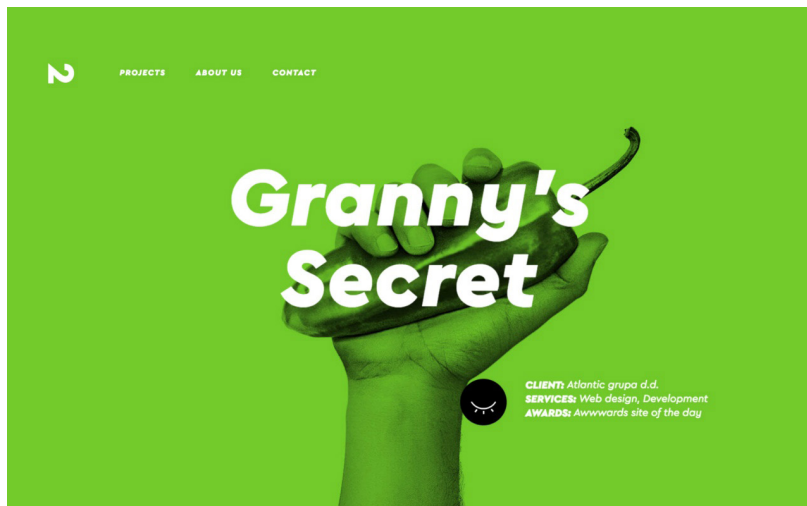 PROJECTS ABOUT US CONTACT
Granny's
Secret
CLIENT: Atlantic grupa d.d.
SERVICES: Web design, Development
AWARDS: Awwwards site of the day